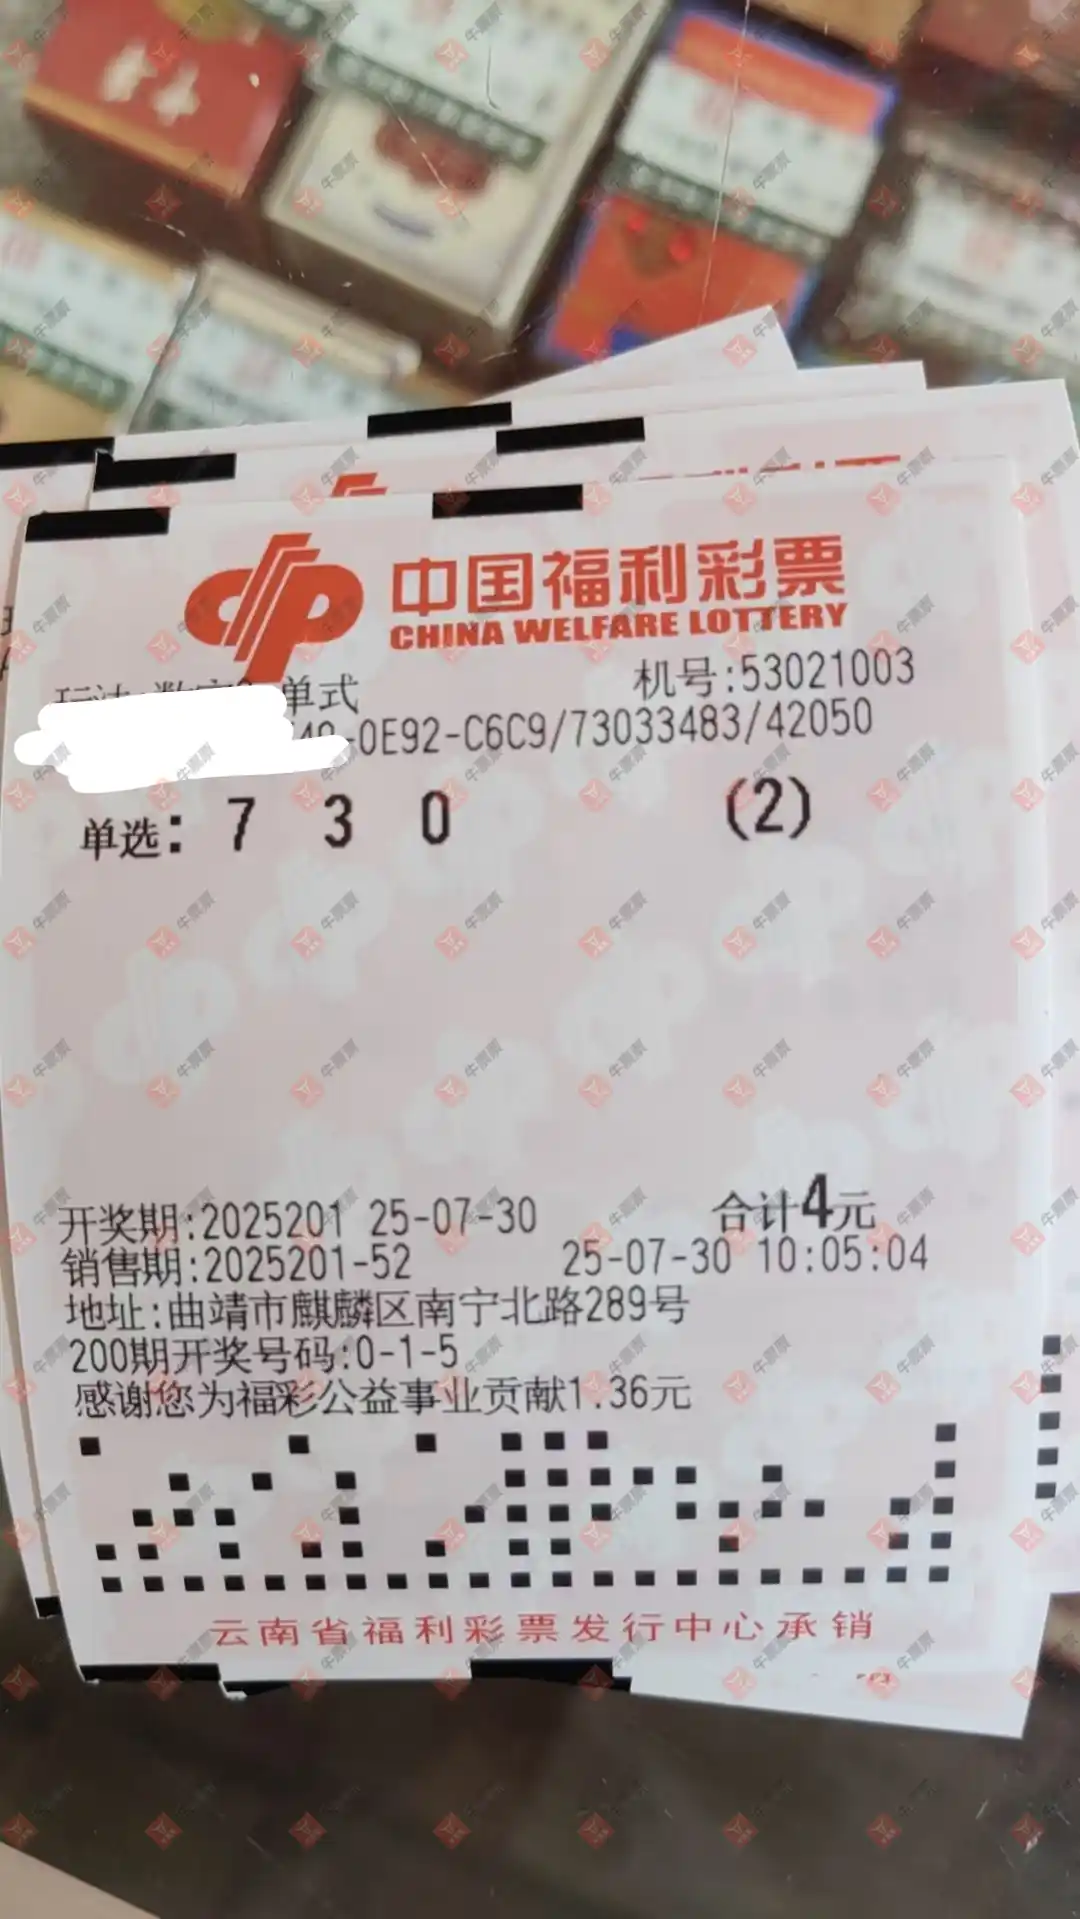 中国福利彩票
CHINA WELFARE LOTTERY
单式 机号:53021003
-0E92-C6C9/73033483/42050
单选: 7 3 0 (2)
开奖期:2025201 25-07-30 合计4元
销售期:2025201-52 25-07-30 10:05:04
地址:曲靖市麒麟区南宁北路289号
200期开奖号码:0-1-5
感谢您为福彩公益事业贡献1.36元
云南省福利彩票发行中心承销
牛票票